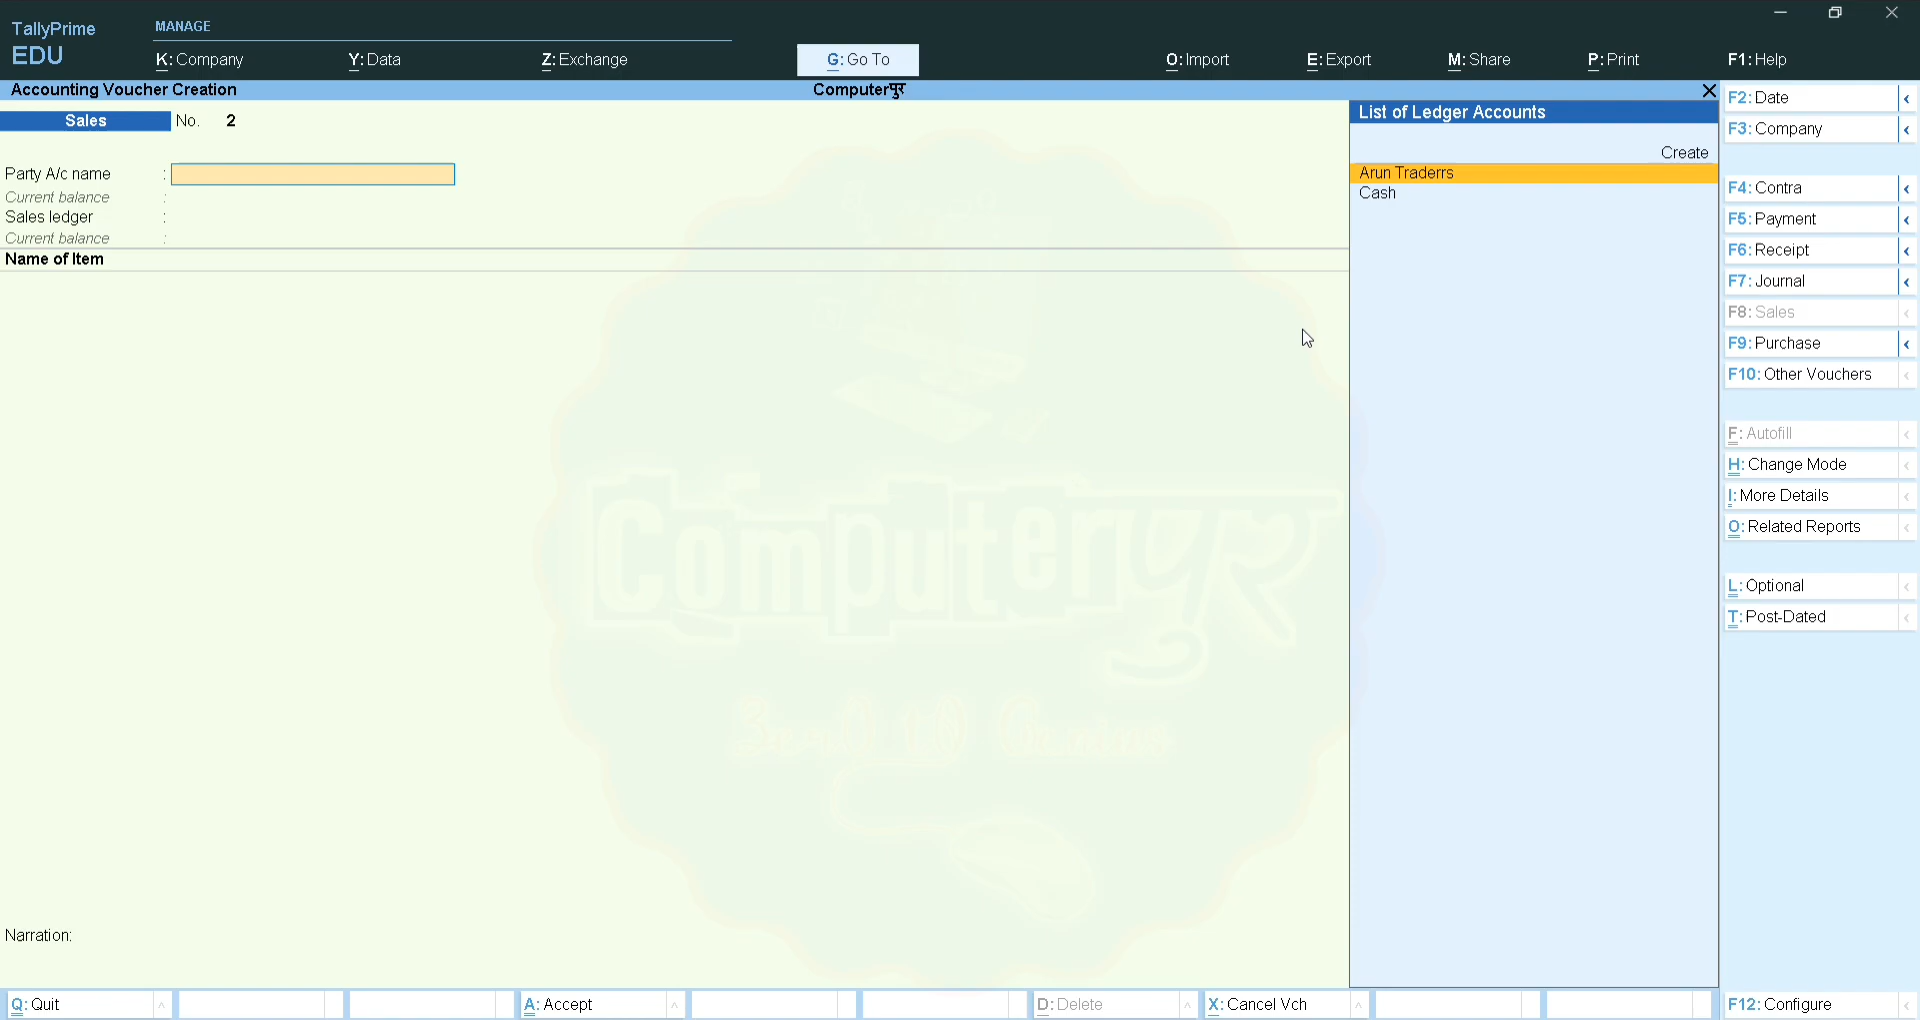 TallyPrime
EDU
MANAGE
K: Company
Y: Data
Z: Exchange
G: Go To
O: Import
E: Export
M: Share
P: Print
F1: Help
Accounting Voucher Creation
Computerपुर
Sales
No. 2
Party A/c name :
Current balance :
Sales ledger :
Current balance :
Name of Item
Computerपुर
Narration:
List of Ledger Accounts
Create
Arun Traderrs
Cash
F2: Date
F3: Company
F4: Contra
F5: Payment
F6: Receipt
F7: Journal
F8: Sales
F9: Purchase
F10: Other Vouchers
F: Autofill
H: Change Mode
I: More Details
O: Related Reports
L: Optional
T: Post-Dated
Q: Quit
A: Accept
D: Delete
X: Cancel Vch
F12: Configure